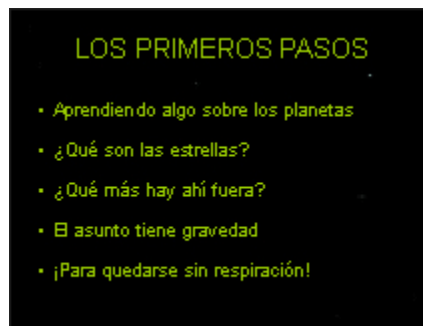 LOS PRIMEROS PASOS
• Aprendiendo algo sobre los planetas
• ¿Qué son las estrellas?
• ¿Qué más hay ahí fuera?
• El asunto tiene gravedad
• ¡Para quedarse sin respiración!